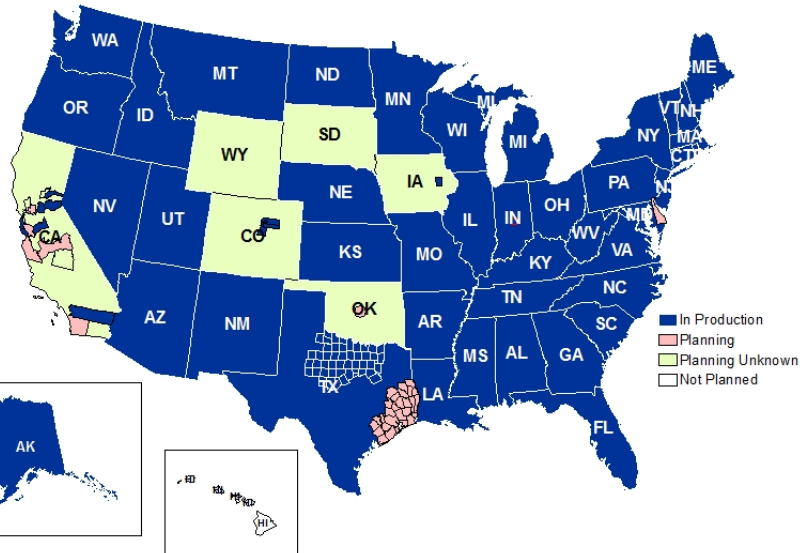 WA
MT
ND
MN
ME
OR
ID
SD
WI
MI
MI
VT
NH
NY
MA
CT
WY
IA
NE
PA
NV
UT
CO
IL
IN
OH
MD
CA
KS
MO
WV
VA
KY
AZ
NM
OK
AR
TN
NC
SC
TX
LA
MS
AL
GA
FL
AK
HI
In Production
Planning
Planning Unknown
Not Planned